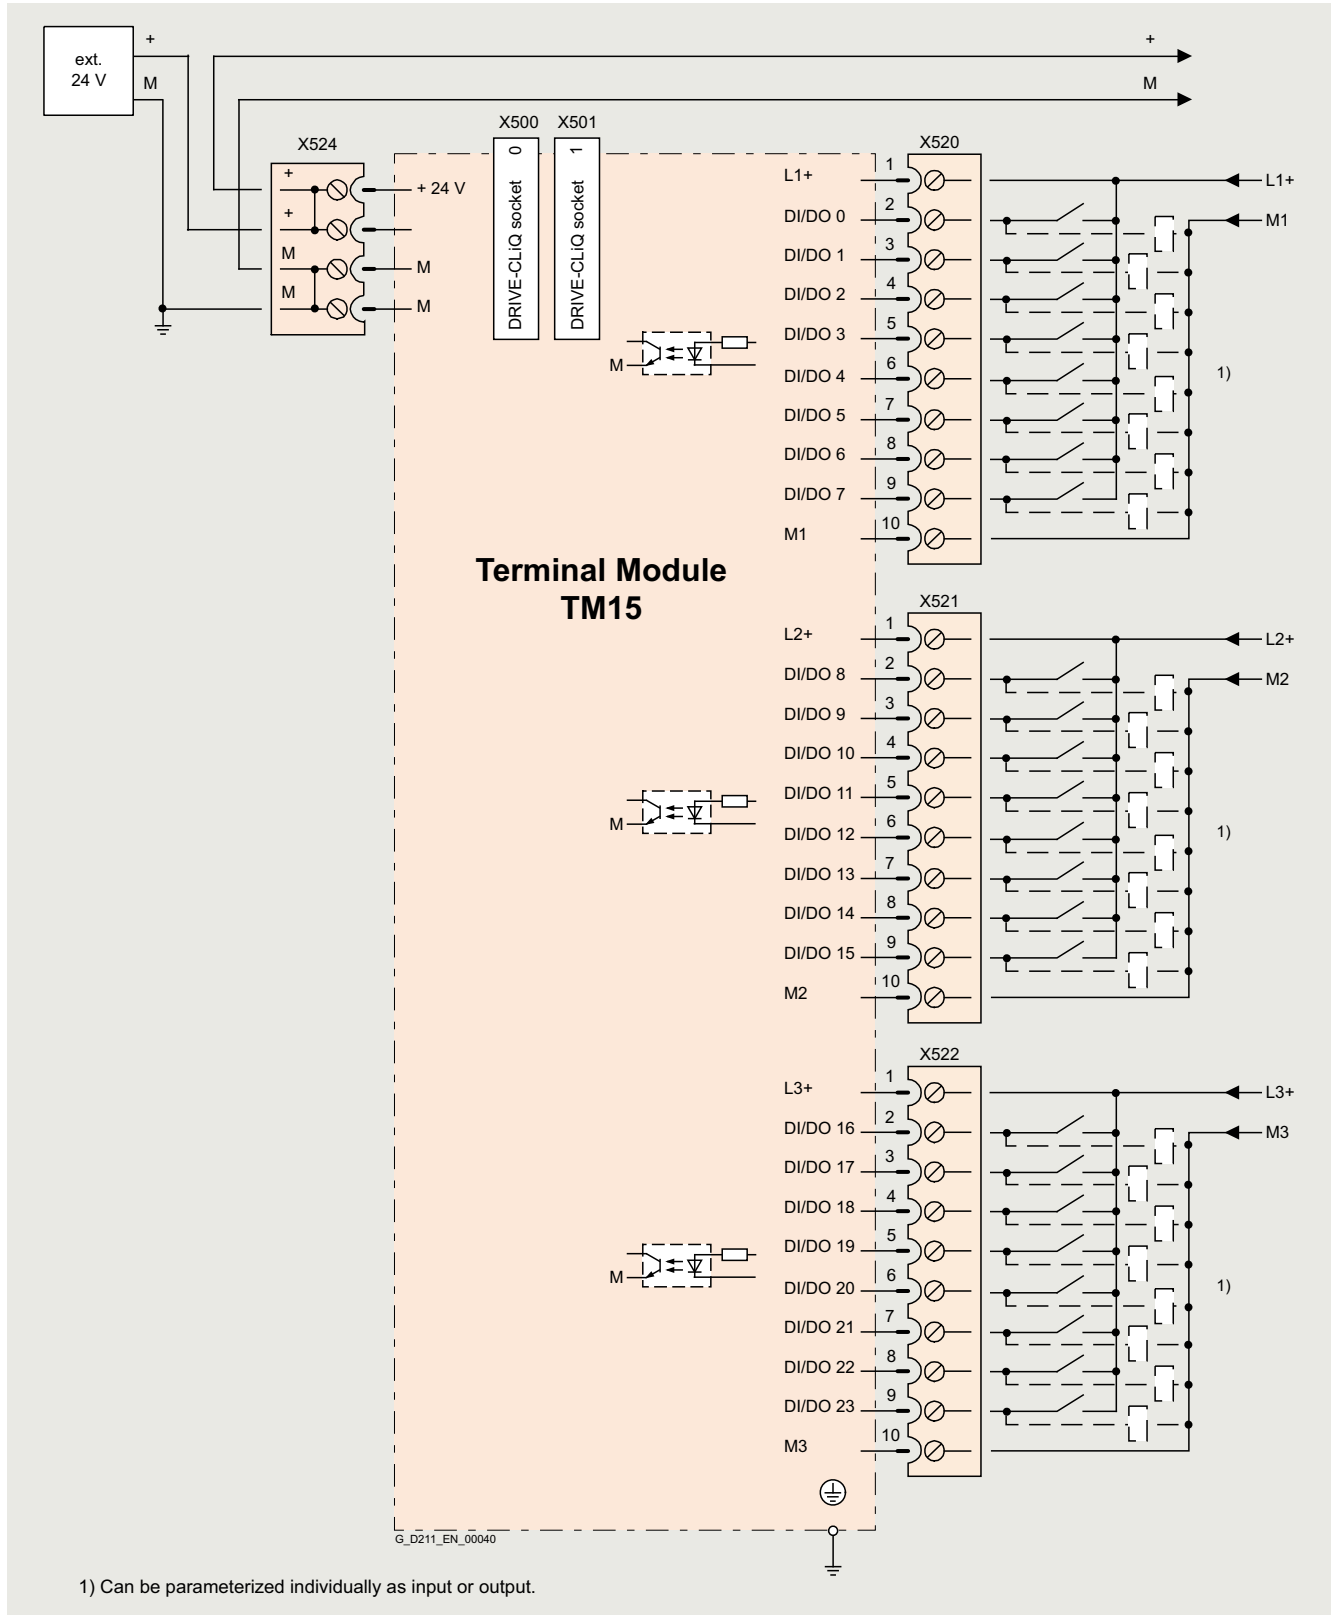 ext.
24 V
+
M
+
M
X524
+
+
M
M
+ 24 V
M
M
X500
X501
DRIVE-CLiQ socket 0
DRIVE-CLiQ socket 1
Terminal Module
TM15
X520
L1+ 1 L1+
DI/DO 0 2 M1
DI/DO 1 3
DI/DO 2 4
DI/DO 3 5
M
DI/DO 4 6 1)
DI/DO 5 7
DI/DO 6 8
DI/DO 7 9
M1 10
X521
L2+ 1 L2+
DI/DO 8 2 M2
DI/DO 9 3
DI/DO 10 4
DI/DO 11 5
M
DI/DO 12 6 1)
DI/DO 13 7
DI/DO 14 8
DI/DO 15 9
M2 10
X522
L3+ 1 L3+
DI/DO 16 2 M3
DI/DO 17 3
DI/DO 18 4
DI/DO 19 5
M
DI/DO 20 6 1)
DI/DO 21 7
DI/DO 22 8
DI/DO 23 9
M3 10
G_D211_EN_00040
1) Can be parameterized individually as input or output.